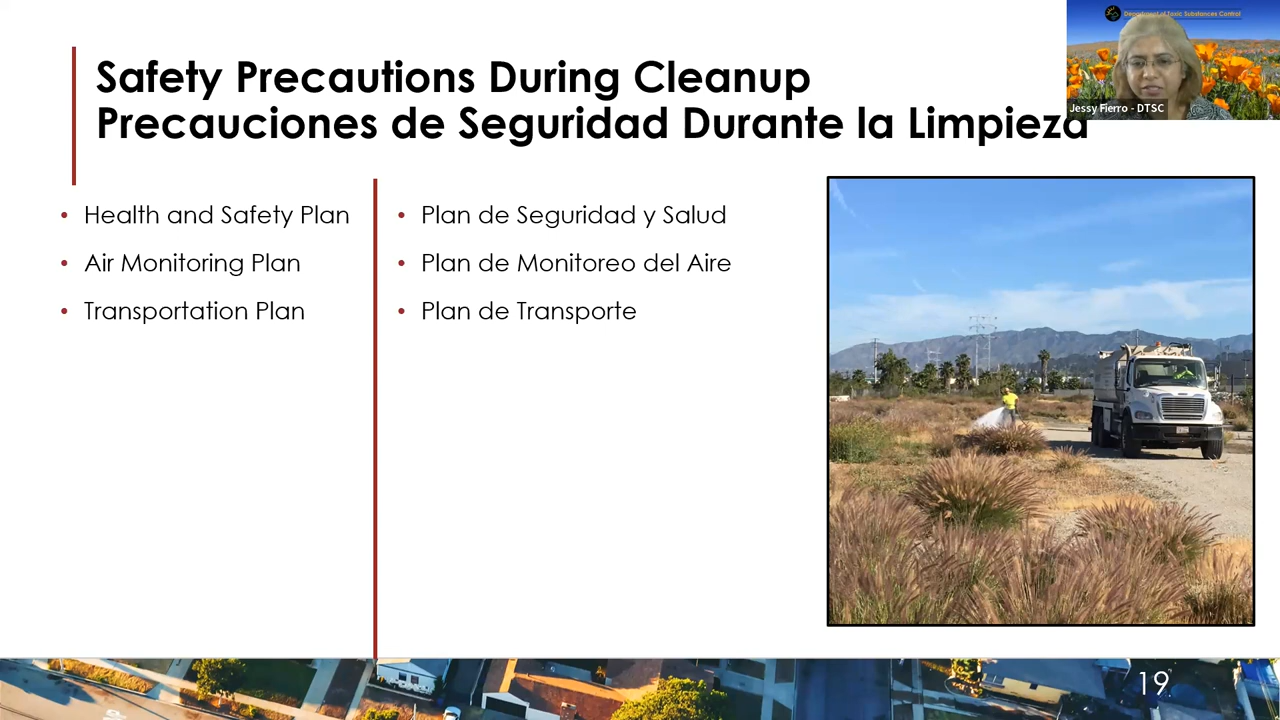 Department of Toxic Substances Control
Jessy Fierro - DTSC
Safety Precautions During Cleanup
Precauciones de Seguridad Durante la Limpieza
• Health and Safety Plan
• Air Monitoring Plan
• Transportation Plan
• Plan de Seguridad y Salud
• Plan de Monitoreo del Aire
• Plan de Transporte
19